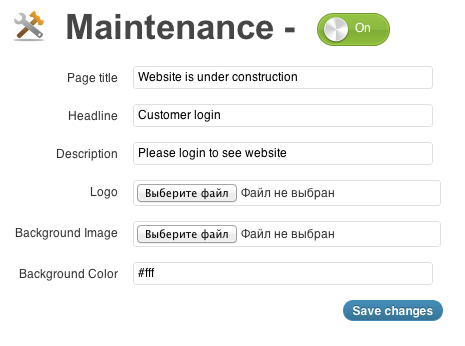 Maintenance - On
Page title Website is under construction
Headline Customer login
Description Please login to see website
Logo Выберите файл Файл не выбран
Background Image Выберите файл Файл не выбран
Background Color #fff
Save changes